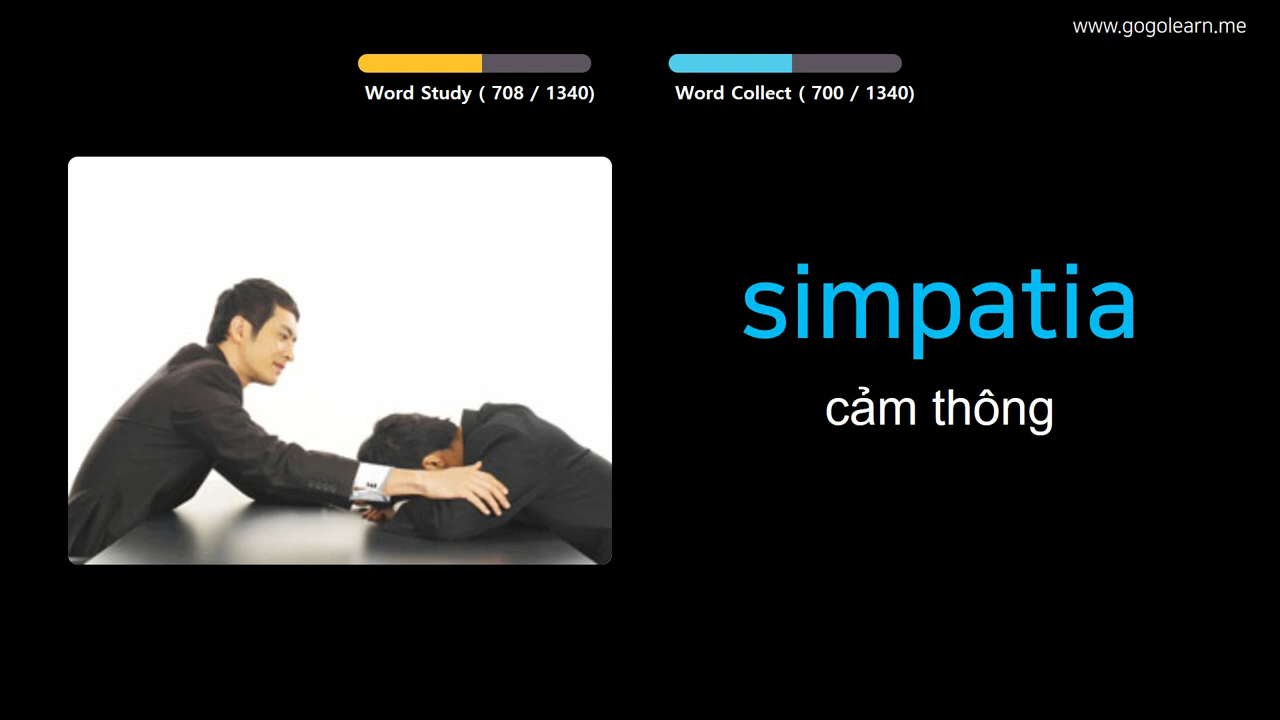 www.gogolearn.me
Word Study ( 708 / 1340)
Word Collect ( 700 / 1340)
simpatia
cảm thông